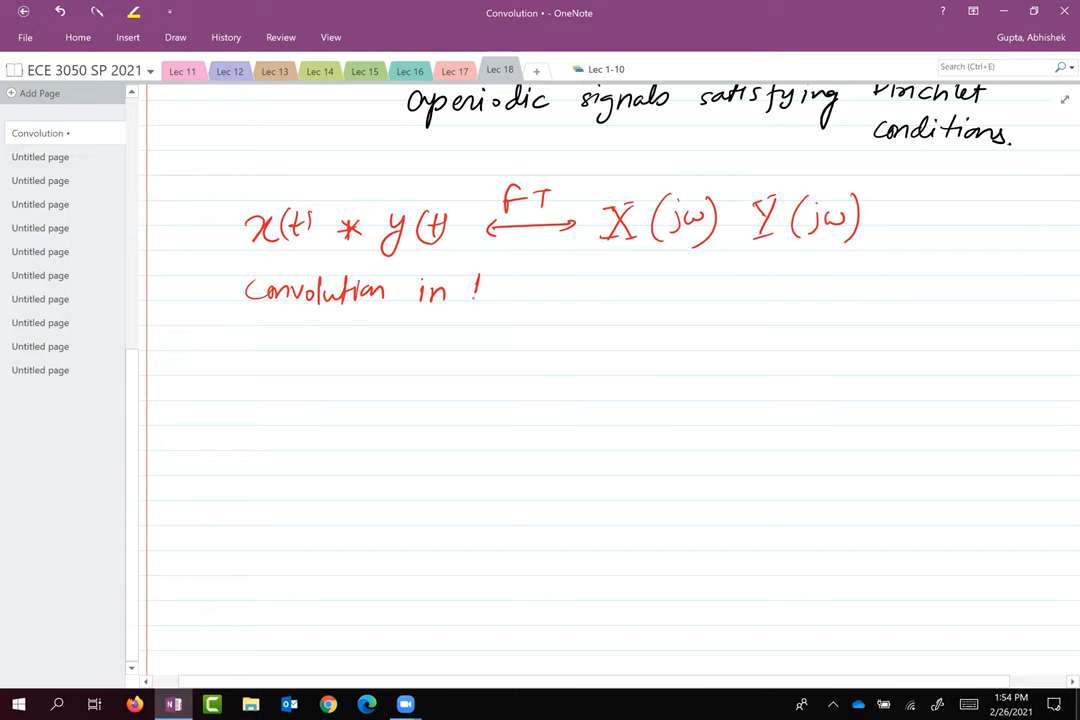 Convolution • - OneNote
Gupta, Abhishek
File Home Insert Draw History Review View
ECE 3050 SP 2021
Lec 11 Lec 12 Lec 13 Lec 14 Lec 15 Lec 16 Lec 17 Lec 18 Lec 1-10
Search (Ctrl+E)
Add Page
Convolution •
Untitled page
Untitled page
Untitled page
Untitled page
Untitled page
Untitled page
Untitled page
Untitled page
Untitled page
Untitled page
aperiodic signals satisfying
conditions.
FT
x(t) * y(t) ↔ X(jω) Y(jω)
Convolution in
1:54 PM
2/26/2021